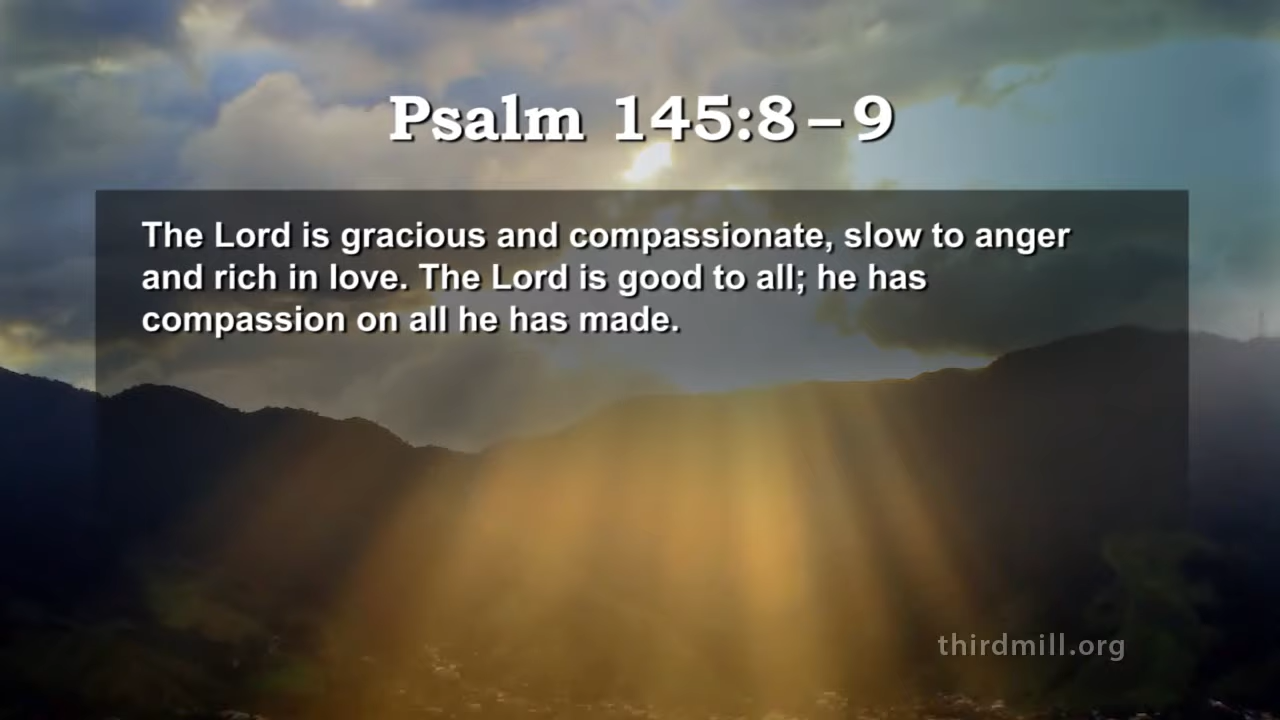 Psalm 145:8–9
The Lord is gracious and compassionate, slow to anger
and rich in love. The Lord is good to all; he has
compassion on all he has made.
thirdmill.org